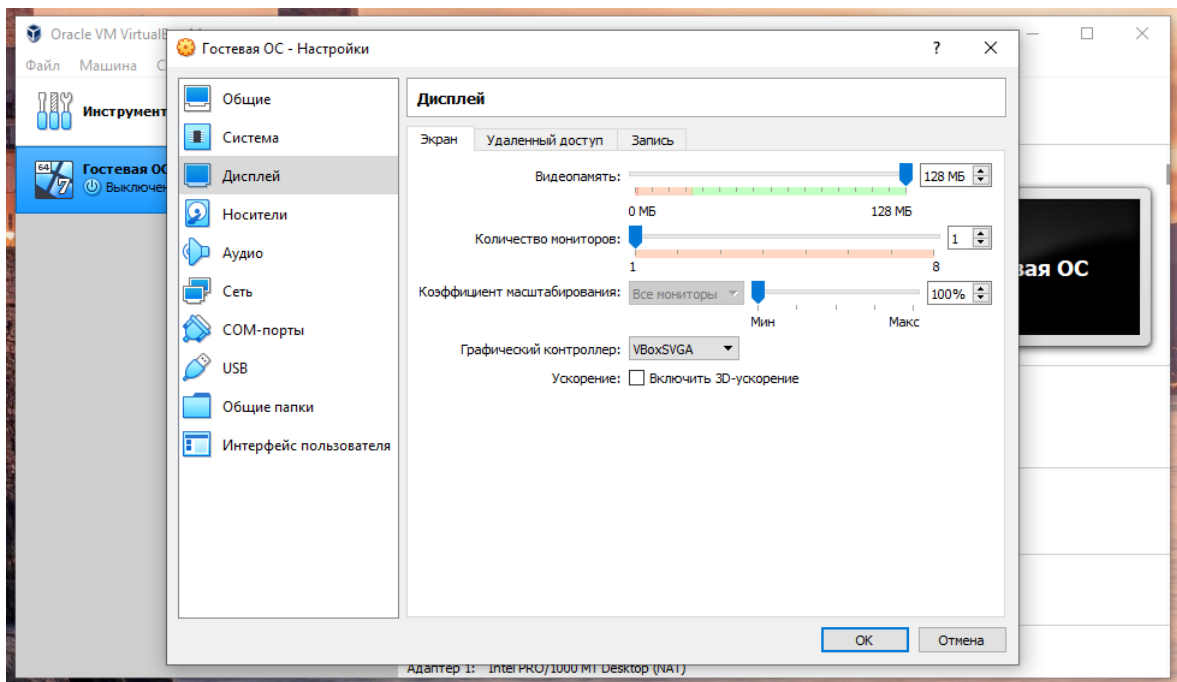 Oracle VM VirtualB
Файл Машина С
Инструмент
64
7
Гостевая ОС
Выключен
Гостевая ОС - Настройки
?
Общие
Система
Дисплей
Носители
Аудио
Сеть
COM-порты
USB
Общие папки
Интерфейс пользователя
Дисплей
Экран Удаленный доступ Запись
Видеопамять: 128 МБ
0 МБ 128 МБ
Количество мониторов: 1
1 8
Коэффициент масштабирования: Все мониторы 100%
Мин Макс
Графический контроллер: VBoxSVGA
Ускорение: Включить 3D-ускорение
OK Отмена
вая ОС
Адаптер 1: Intel PRO/1000 MT Desktop (NAT)